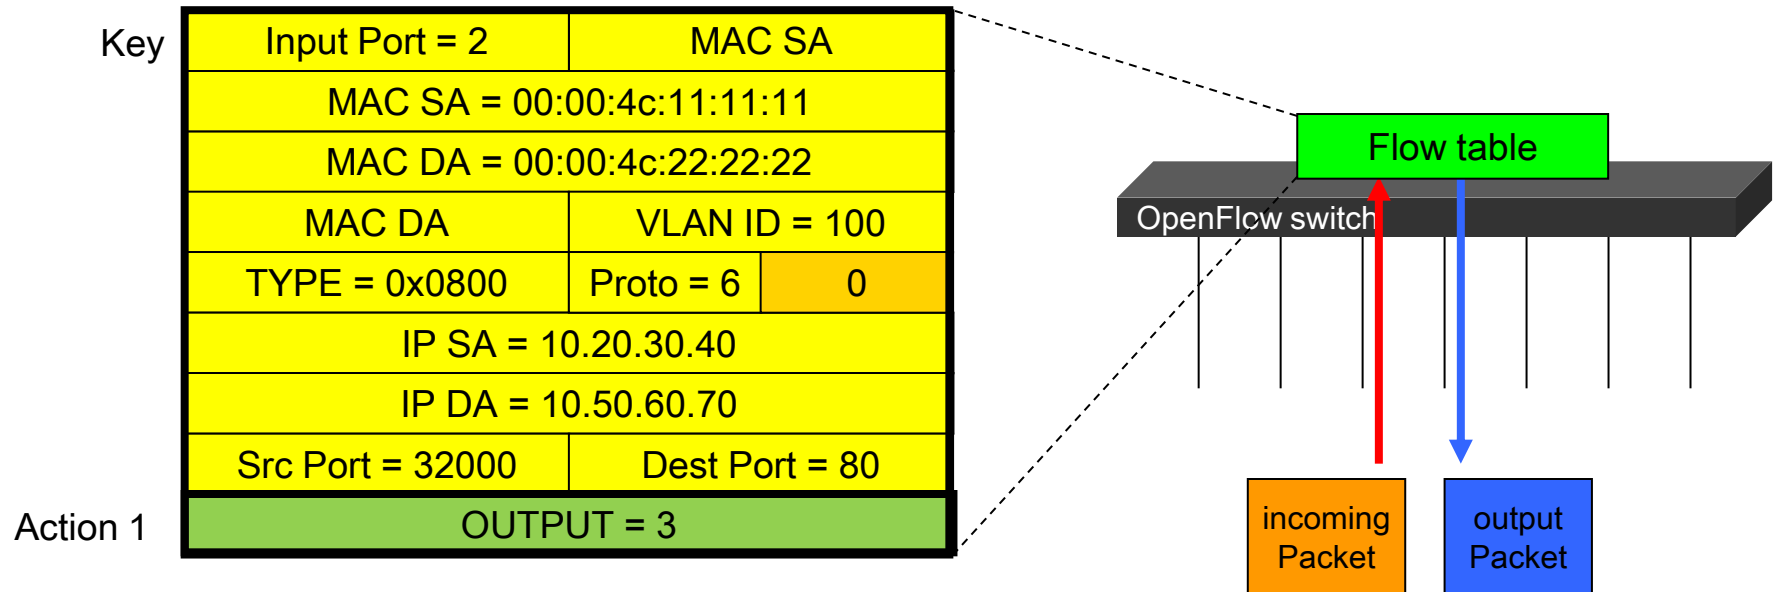 Key
Input Port = 2
MAC SA
MAC SA = 00:00:4c:11:11:11
MAC DA = 00:00:4c:22:22:22
MAC DA
VLAN ID = 100
TYPE = 0x0800
Proto = 6
0
IP SA = 10.20.30.40
IP DA = 10.50.60.70
Src Port = 32000
Dest Port = 80
Action 1
OUTPUT = 3
Flow table
OpenFlow switch
incoming
Packet
output
Packet